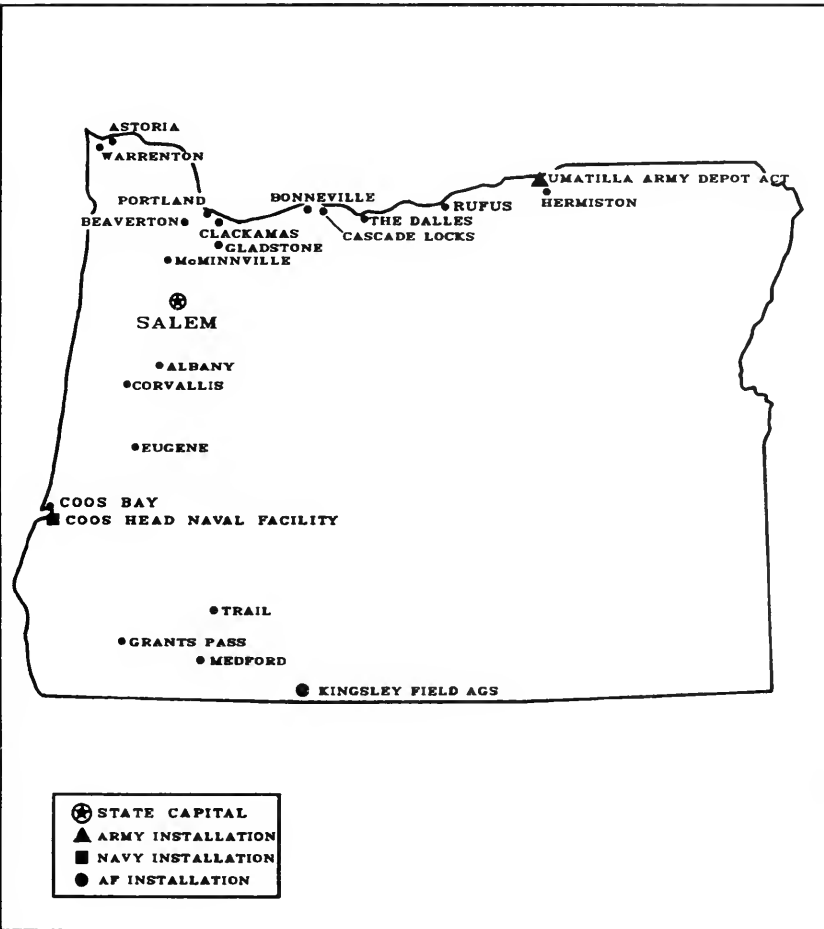 ASTORIA
WARRENTON
UMATILLA ARMY DEPOT ACT
HERMISTON
PORTLAND
BONNEVILLE
RUFUS
BEAVERTON
THE DALLES
CLACKAMAS
CASCADE LOCKS
GLADSTONE
McMINNVILLE
SALEM
ALBANY
CORVALLIS
EUGENE
COOS BAY
COOS HEAD NAVAL FACILITY
TRAIL
GRANTS PASS
MEDFORD
KINGSLEY FIELD AGS
STATE CAPITAL
ARMY INSTALLATION
NAVY INSTALLATION
AF INSTALLATION